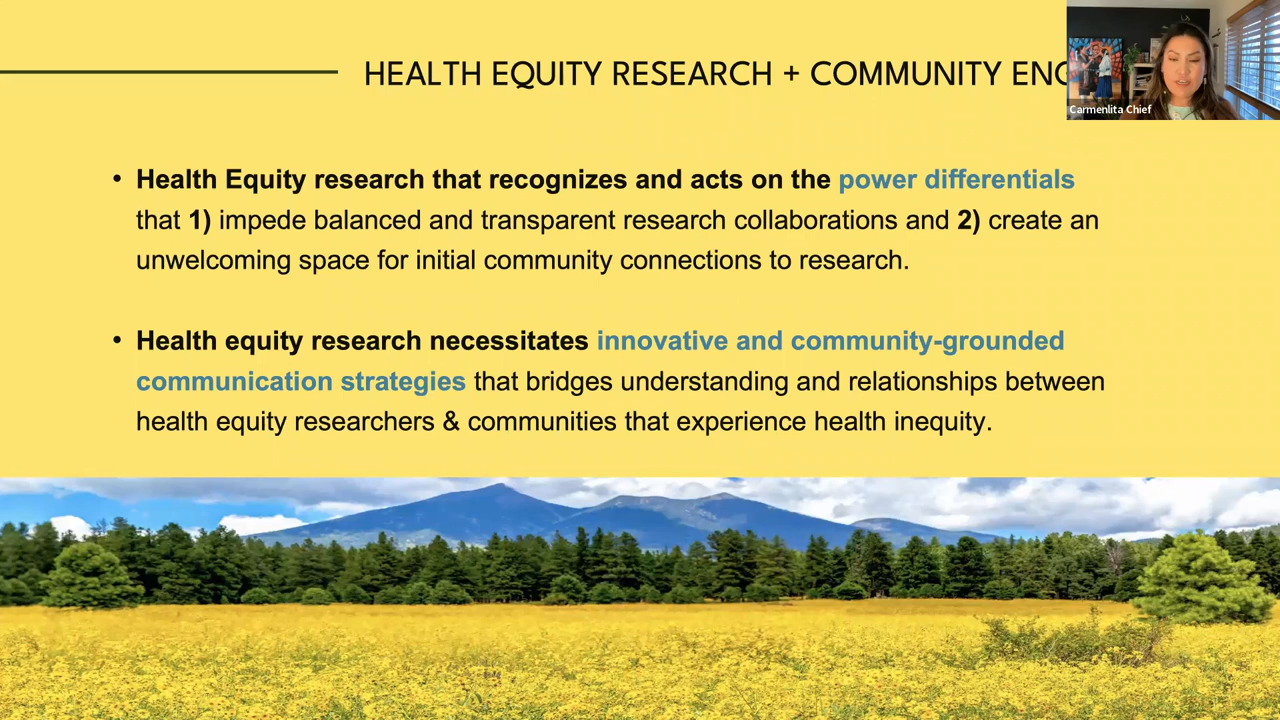 HEALTH EQUITY RESEARCH + COMMUNITY
Carmenlita Chief
• Health Equity research that recognizes and acts on the power differentials
that 1) impede balanced and transparent research collaborations and 2) create an
unwelcoming space for initial community connections to research.
• Health equity research necessitates innovative and community-grounded
communication strategies that bridges understanding and relationships between
health equity researchers & communities that experience health inequity.